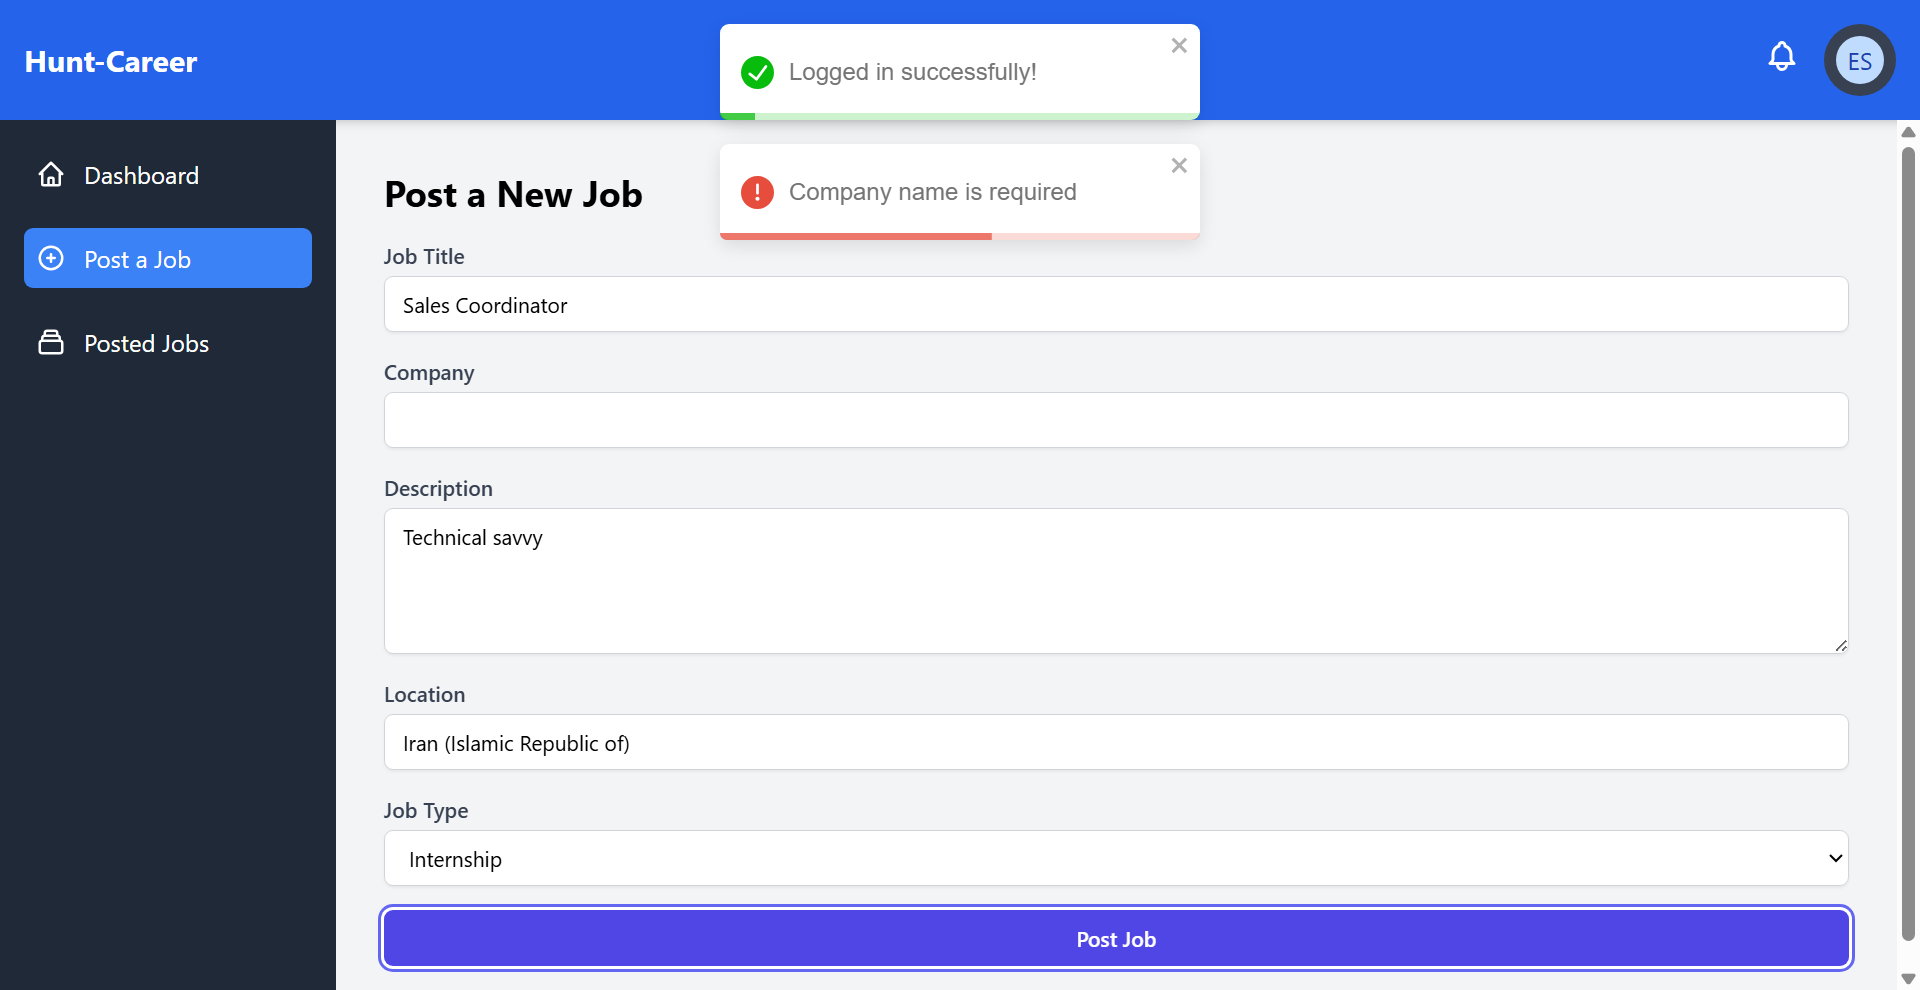 Hunt-Career
Logged in successfully!
ES
Dashboard
Post a Job
Posted Jobs
Company name is required
Post a New Job
Job Title
Sales Coordinator
Company
Description
Technical savvy
Location
Iran (Islamic Republic of)
Job Type
Internship
Post Job